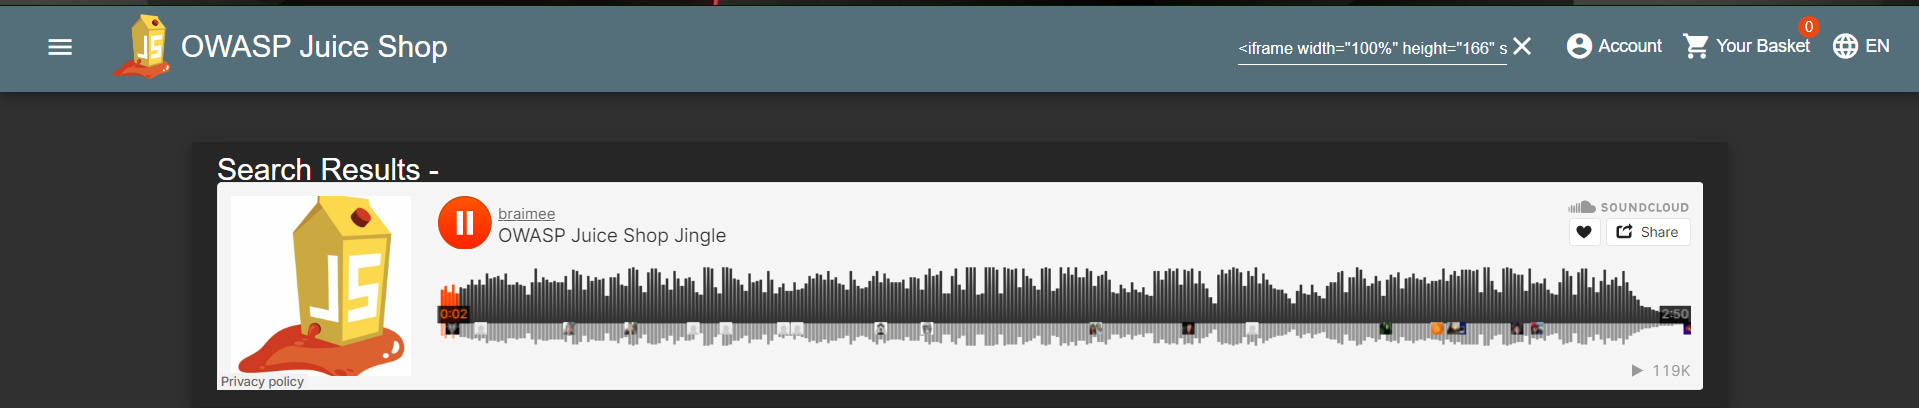 OWASP Juice Shop
<iframe width="100%" height="166" s
Account
0
Your Basket
EN
Search Results -
JS
braimee
OWASP Juice Shop Jingle
SOUNDCLOUD
Share
0:02
2:50
Privacy policy
119K